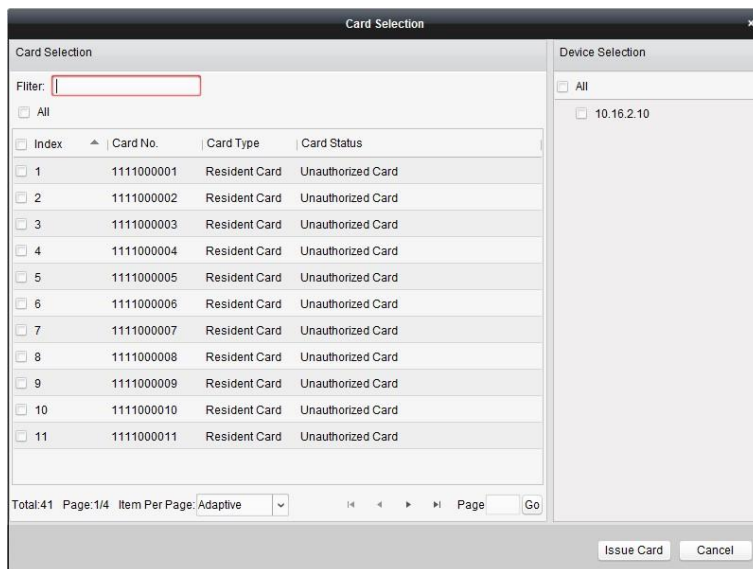 Card Selection ×
Card Selection
Fliter:
All
Index Card No. Card Type Card Status
1 1111000001 Resident Card Unauthorized Card
2 1111000002 Resident Card Unauthorized Card
3 1111000003 Resident Card Unauthorized Card
4 1111000004 Resident Card Unauthorized Card
5 1111000005 Resident Card Unauthorized Card
6 1111000006 Resident Card Unauthorized Card
7 1111000007 Resident Card Unauthorized Card
8 1111000008 Resident Card Unauthorized Card
9 1111000009 Resident Card Unauthorized Card
10 1111000010 Resident Card Unauthorized Card
11 1111000011 Resident Card Unauthorized Card
Total:41 Page:1/4 Item Per Page: Adaptive Page Go
Device Selection
All
10.16.2.10
Issue Card Cancel